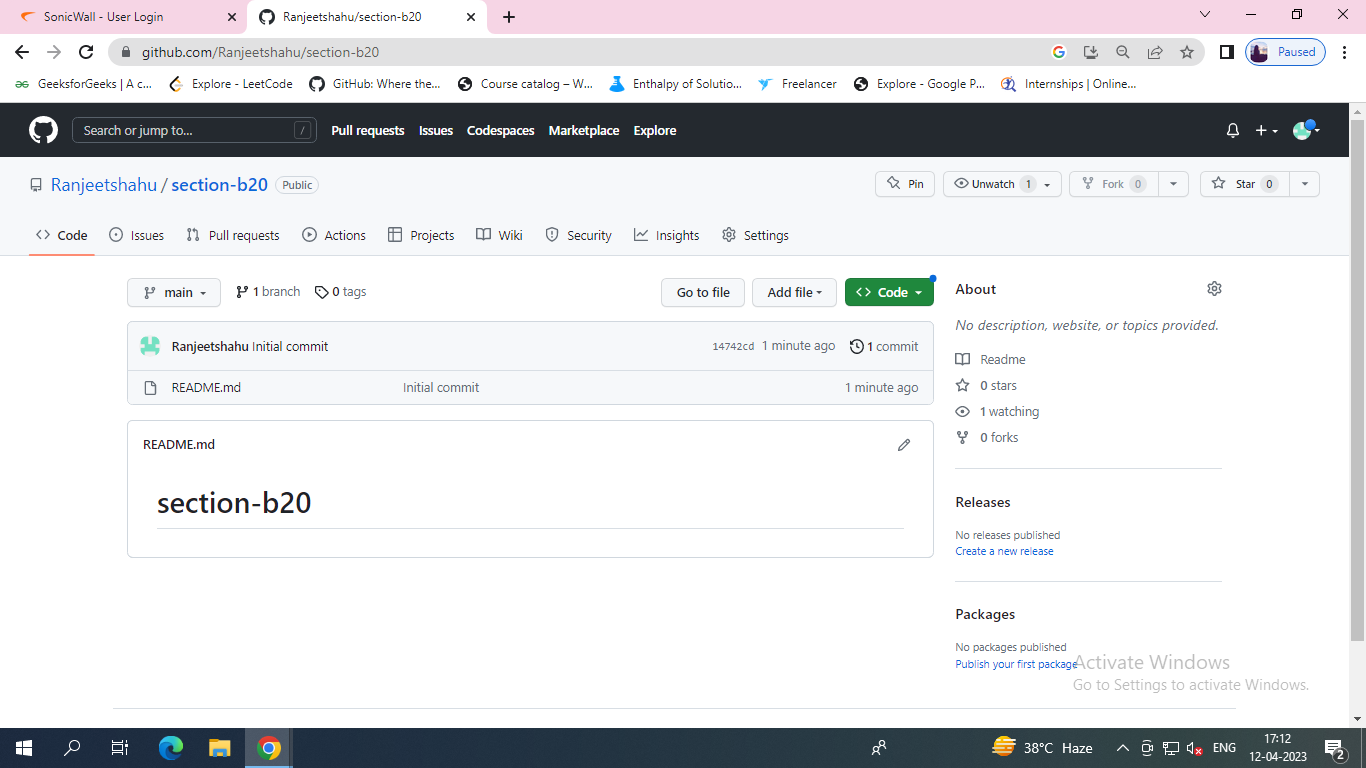 SonicWall - User Login
Ranjeetshahu/section-b20
github.com/Ranjeetshahu/section-b20
Paused
GeeksforGeeks | A c...
Explore - LeetCode
GitHub: Where the...
Course catalog – W...
Enthalpy of Solutio...
Freelancer
Explore - Google P...
Internships | Online...
Search or jump to...
/
Pull requests
Issues
Codespaces
Marketplace
Explore
Ranjeetshahu / section-b20
Public
Pin
Unwatch 1
Fork 0
Star 0
Code
Issues
Pull requests
Actions
Projects
Wiki
Security
Insights
Settings
main
1 branch
0 tags
Go to file
Add file
Code
Ranjeetshahu Initial commit
14742cd 1 minute ago
1 commit
README.md
Initial commit
1 minute ago
README.md
section-b20
About
No description, website, or topics provided.
Readme
0 stars
1 watching
0 forks
Releases
No releases published
Create a new release
Packages
No packages published
Publish your first package
Activate Windows
Go to Settings to activate Windows.
38°C Haze
ENG
17:12
12-04-2023
2